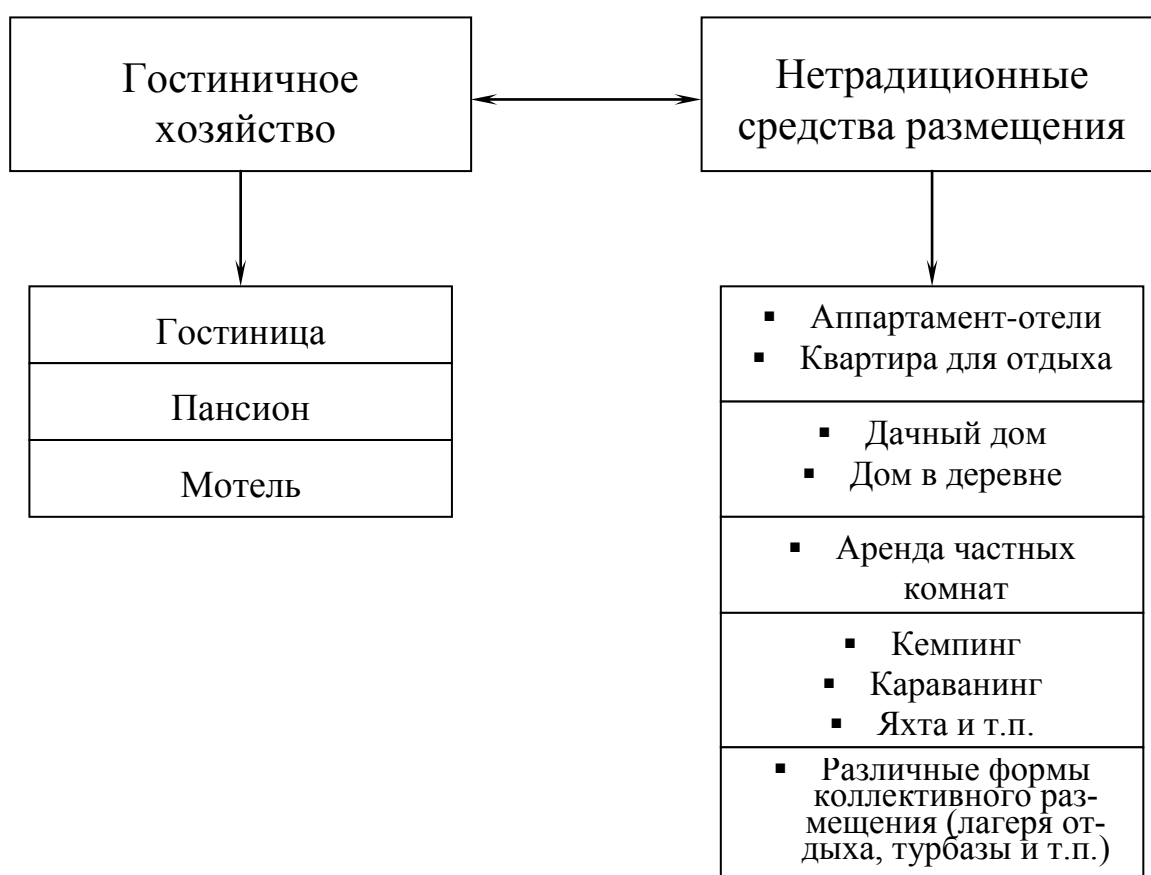 Гостиничное
хозяйство
Нетрадиционные
средства размещения
Гостиница
Пансион
Мотель
▪ Аппартамент-отели
▪ Квартира для отдыха
▪ Дачный дом
▪ Дом в деревне
▪ Аренда частных
комнат
▪ Кемпинг
▪ Караванинг
▪ Яхта и т.п.
▪ Различные формы
коллективного раз-
мещения (лагеря от-
дыха, турбазы и т.п.)